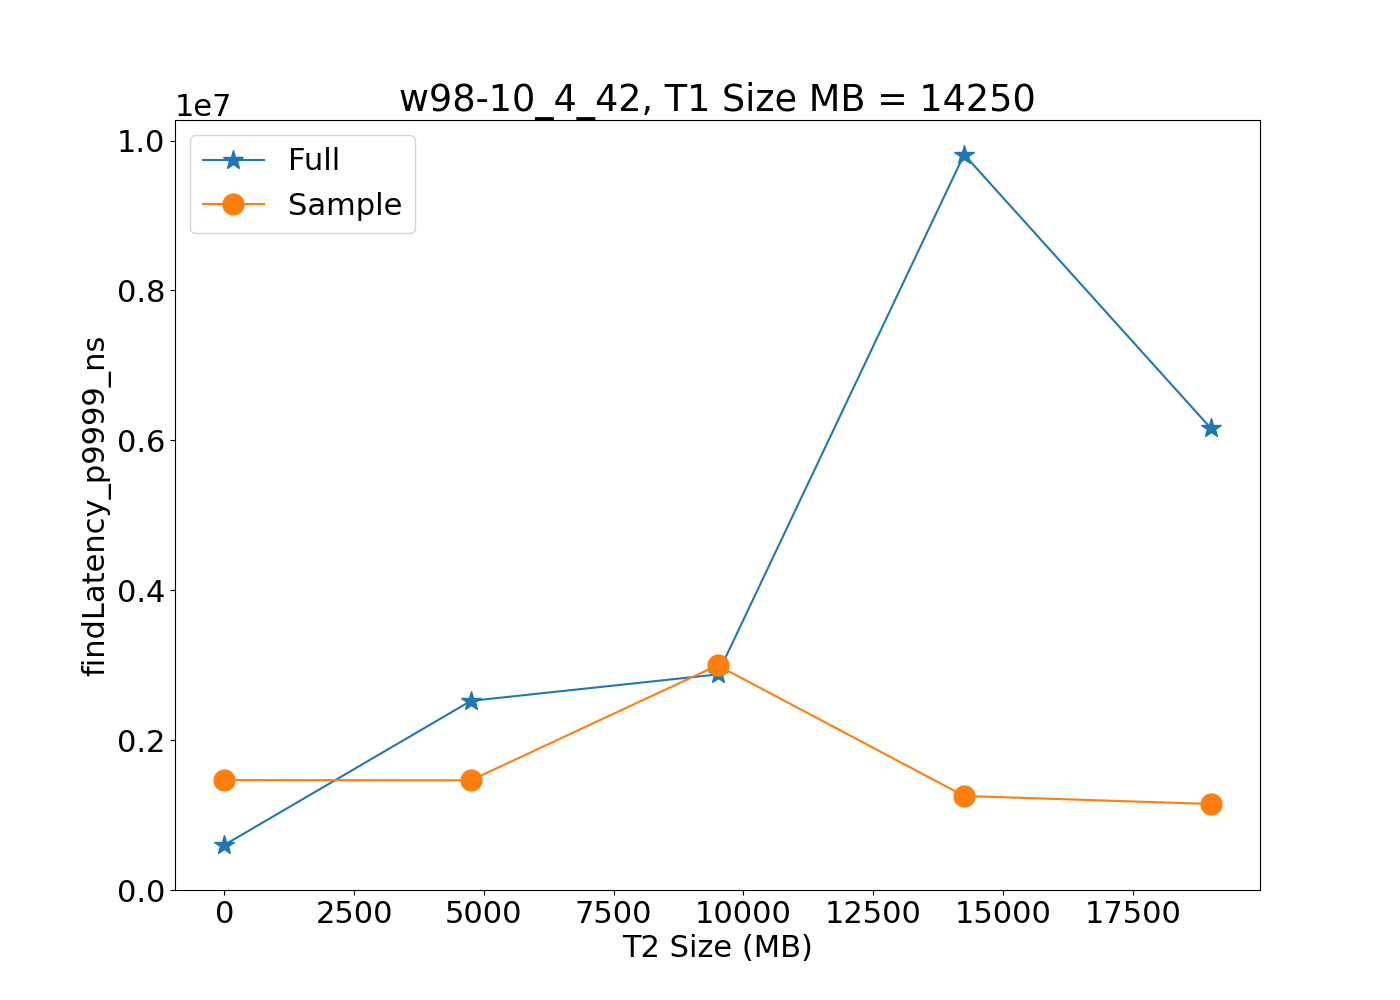 w98-10_4_42, T1 Size MB = 14250
1e7
1.0
0.8
0.6
0.4
0.2
0.0
findLatency_p9999_ns
Full
Sample
0 2500 5000 7500 10000 12500 15000 17500
T2 Size (MB)